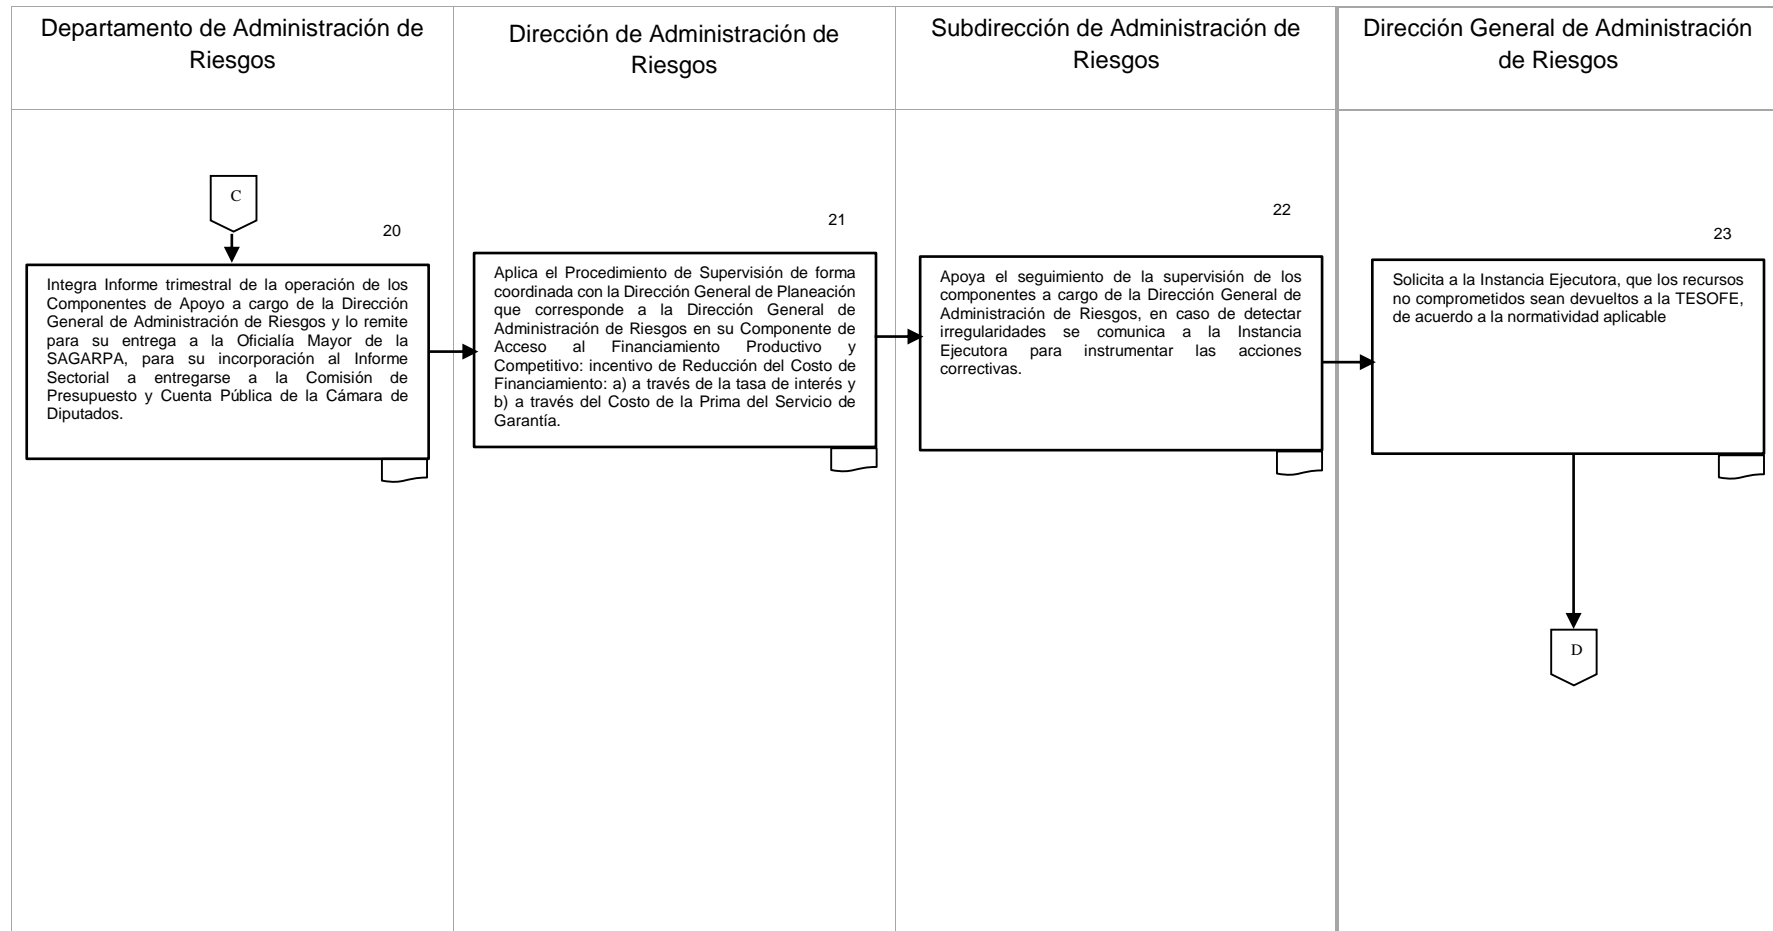 Departamento de Administración de
Riesgos
Dirección de Administración de
Riesgos
Subdirección de Administración de
Riesgos
Dirección General de Administración
de Riesgos
C
20
Integra Informe trimestral de la operación de los
Componentes de Apoyo a cargo de la Dirección
General de Administración de Riesgos y lo remite
para su entrega a la Oficialía Mayor de la
SAGARPA, para su incorporación al Informe
Sectorial a entregarse a la Comisión de
Presupuesto y Cuenta Pública de la Cámara de
Diputados.
21
Aplica el Procedimiento de Supervisión de forma
coordinada con la Dirección General de Planeación
que corresponde a la Dirección General de
Administración de Riesgos en su Componente de
Acceso al Financiamiento Productivo y
Competitivo: incentivo de Reducción del Costo de
Financiamiento: a) a través de la tasa de interés y
b) a través del Costo de la Prima del Servicio de
Garantía.
22
Apoya el seguimiento de la supervisión de los
componentes a cargo de la Dirección General de
Administración de Riesgos, en caso de detectar
irregularidades se comunica a la Instancia
Ejecutora para instrumentar las acciones
correctivas.
23
Solicita a la Instancia Ejecutora, que los recursos
no comprometidos sean devueltos a la TESOFE,
de acuerdo a la normatividad aplicable
D